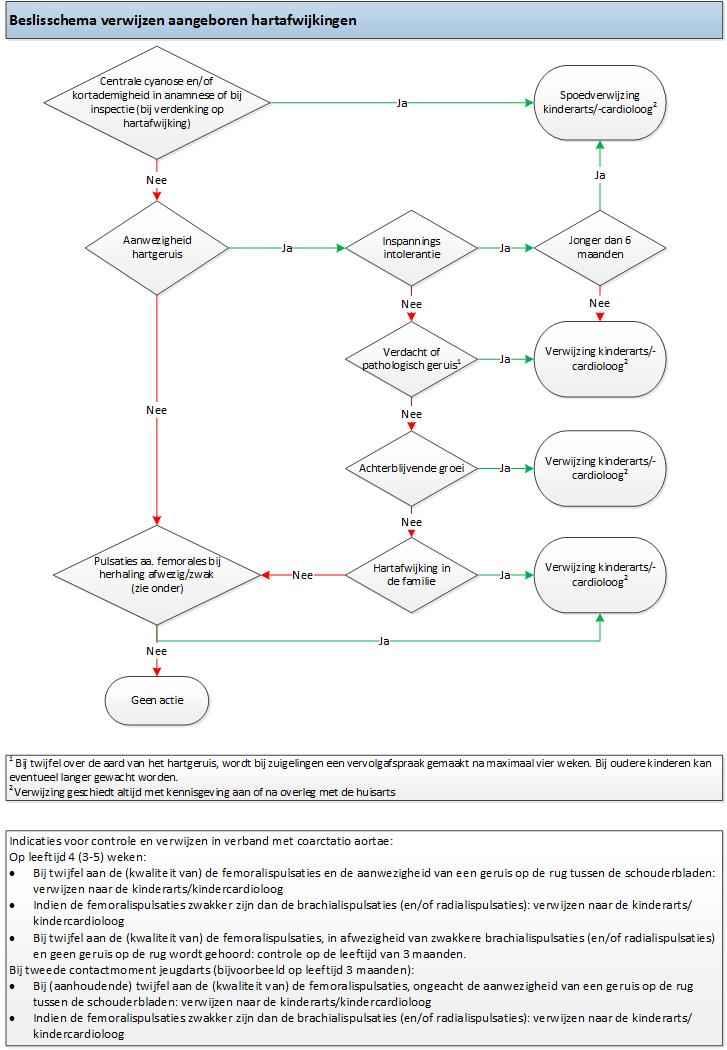 Beslisschema verwijzen aangeboren hartafwijkingen
Centrale cyanose en/of
kortademigheid in anamnese of bij
inspectie (bij verdenking op
hartafwijking)
Ja
Spoedverwijzing
kinderarts/-cardioloog2
Nee
Ja
Aanwezigheid
hartgeruis
Ja
Inspannings
intolerantie
Ja
Jonger dan 6
maanden
Nee
Nee
Verdacht of
pathologisch geruis1
Ja
Verwijzing kinderarts/-
cardioloog2
Nee
Nee
Achterblijvende groei
Ja
Verwijzing kinderarts/-
cardioloog2
Nee
Pulsaties aa. femorales bij
herhaling afwezig/zwak
(zie onder)
Nee
Hartafwijking in
de familie
Ja
Verwijzing kinderarts/-
cardioloog2
Ja
Nee
Geen actie
1 Bij twijfel over de aard van het hartgeruis, wordt bij zuigelingen een vervolgafspraak gemaakt na maximaal vier weken. Bij oudere kinderen kan
eventueel langer gewacht worden.
2 Verwijzing geschiedt altijd met kennisgeving aan of na overleg met de huisarts
Indicaties voor controle en verwijzen in verband met coarctatio aortae:
Op leeftijd 4 (3-5) weken:
• Bij twijfel aan de (kwaliteit van) de femoralispulsaties en de aanwezigheid van een geruis op de rug tussen de schouderbladen:
verwijzen naar de kinderarts/kindercardioloog
• Indien de femoralispulsaties zwakker zijn dan de brachialispulsaties (en/of radialispulsaties): verwijzen naar de kinderarts/
kindercardioloog
• Bij twijfel aan de (kwaliteit van) de femoralispulsaties, in afwezigheid van zwakkere brachialispulsaties (en/of radialispulsaties)
en geen geruis op de rug wordt gehoord: controle op de leeftijd van 3 maanden.
Bij tweede contactmoment jeugdarts (bijvoorbeeld op leeftijd 3 maanden):
• Bij (aanhoudende) twijfel aan de (kwaliteit van) de femoralispulsaties, ongeacht de aanwezigheid van een geruis op de rug
tussen de schouderbladen: verwijzen naar de kinderarts/kindercardioloog
• Indien de femoralispulsaties zwakker zijn dan de brachialispulsaties (en/of radialispulsaties): verwijzen naar de kinderarts/
kindercardioloog